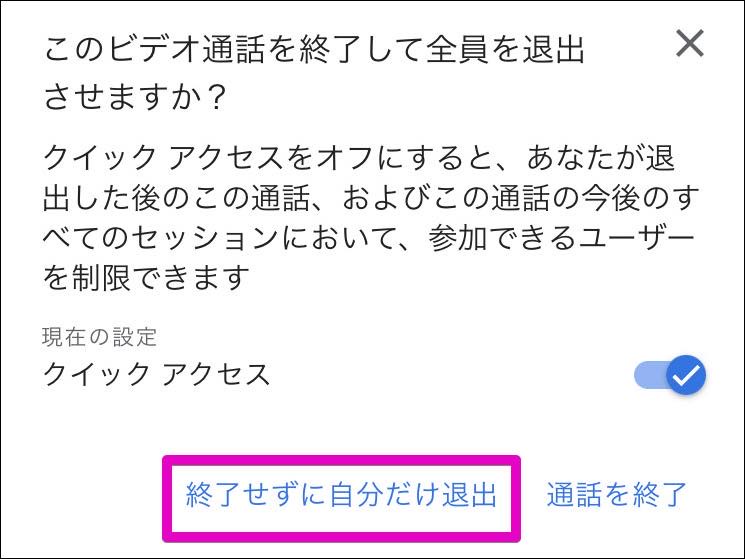 このビデオ通話を終了して全員を退出
させますか？
クイック アクセスをオフにすると、あなたが退
出した後のこの通話、およびこの通話の今後のす
べてのセッションにおいて、参加できるユーザー
を制限できます
現在の設定
クイック アクセス
終了せずに自分だけ退出 通話を終了